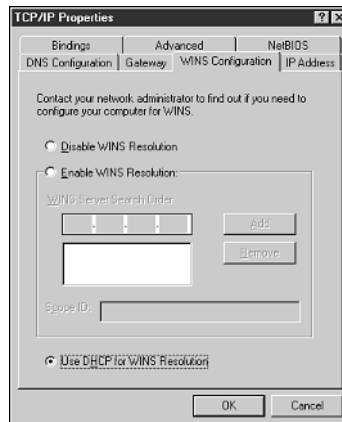 TCP/IP Properties
Bindings Advanced NetBIOS
DNS Configuration Gateway WINS Configuration IP Address
Contact your network administrator to find out if you need to
configure your computer for WINS.
Disable WINS Resolution
Enable WINS Resolution:
WINS Server Search Order
Add
Remove
Scope ID:
Use DHCP for WINS Resolution
OK Cancel